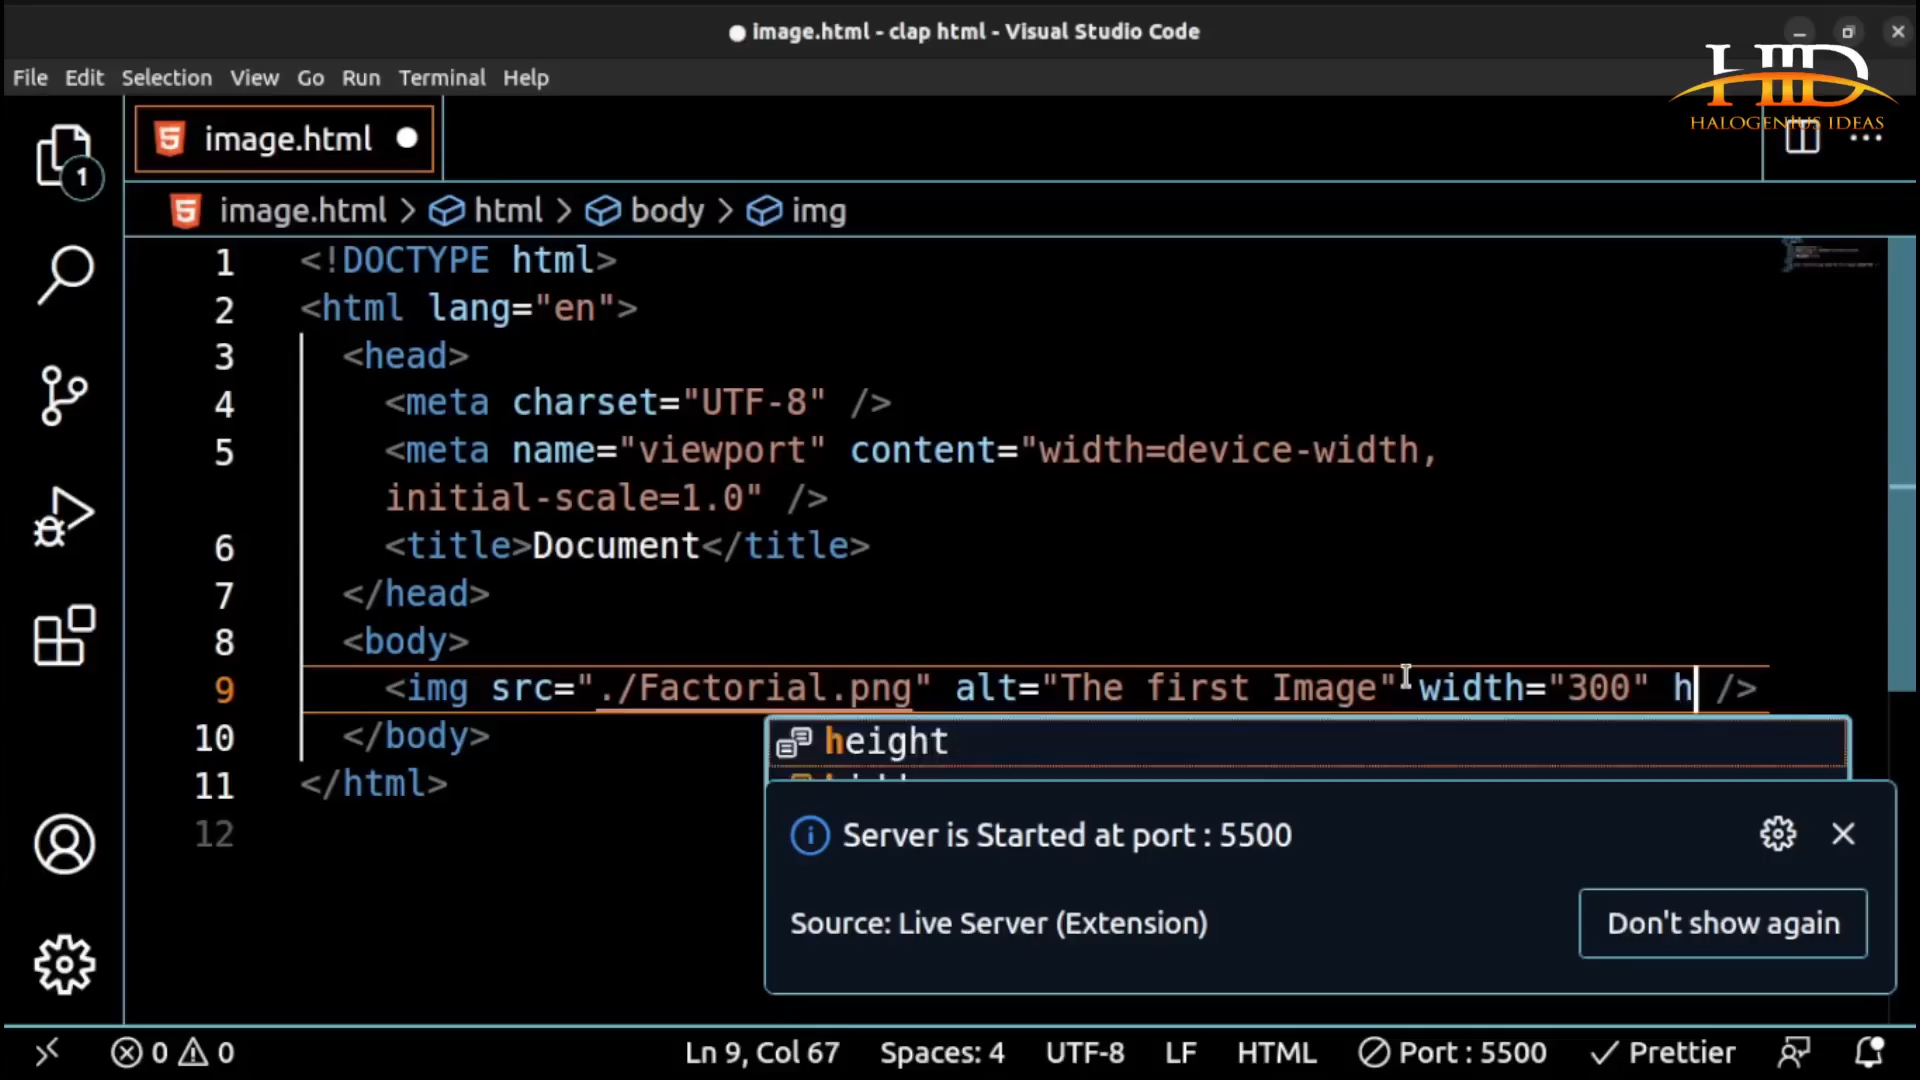 image.html - clap html - Visual Studio Code
File Edit Selection View Go Run Terminal Help
HID
HALOGENIUS IDEAS
image.html
1
image.html > html > body > img
1 <!DOCTYPE html>
2 <html lang="en">
3 <head>
4 <meta charset="UTF-8" />
5 <meta name="viewport" content="width=device-width,
initial-scale=1.0" />
6 <title>Document</title>
7 </head>
8 <body>
9 <img src="./Factorial.png" alt="The first Image" width="300" h />
10 </body>
height
11 </html>
12
Server is Started at port : 5500
Source: Live Server (Extension)
Don't show again
0 0 Ln 9, Col 67 Spaces: 4 UTF-8 LF HTML Port : 5500 Prettier